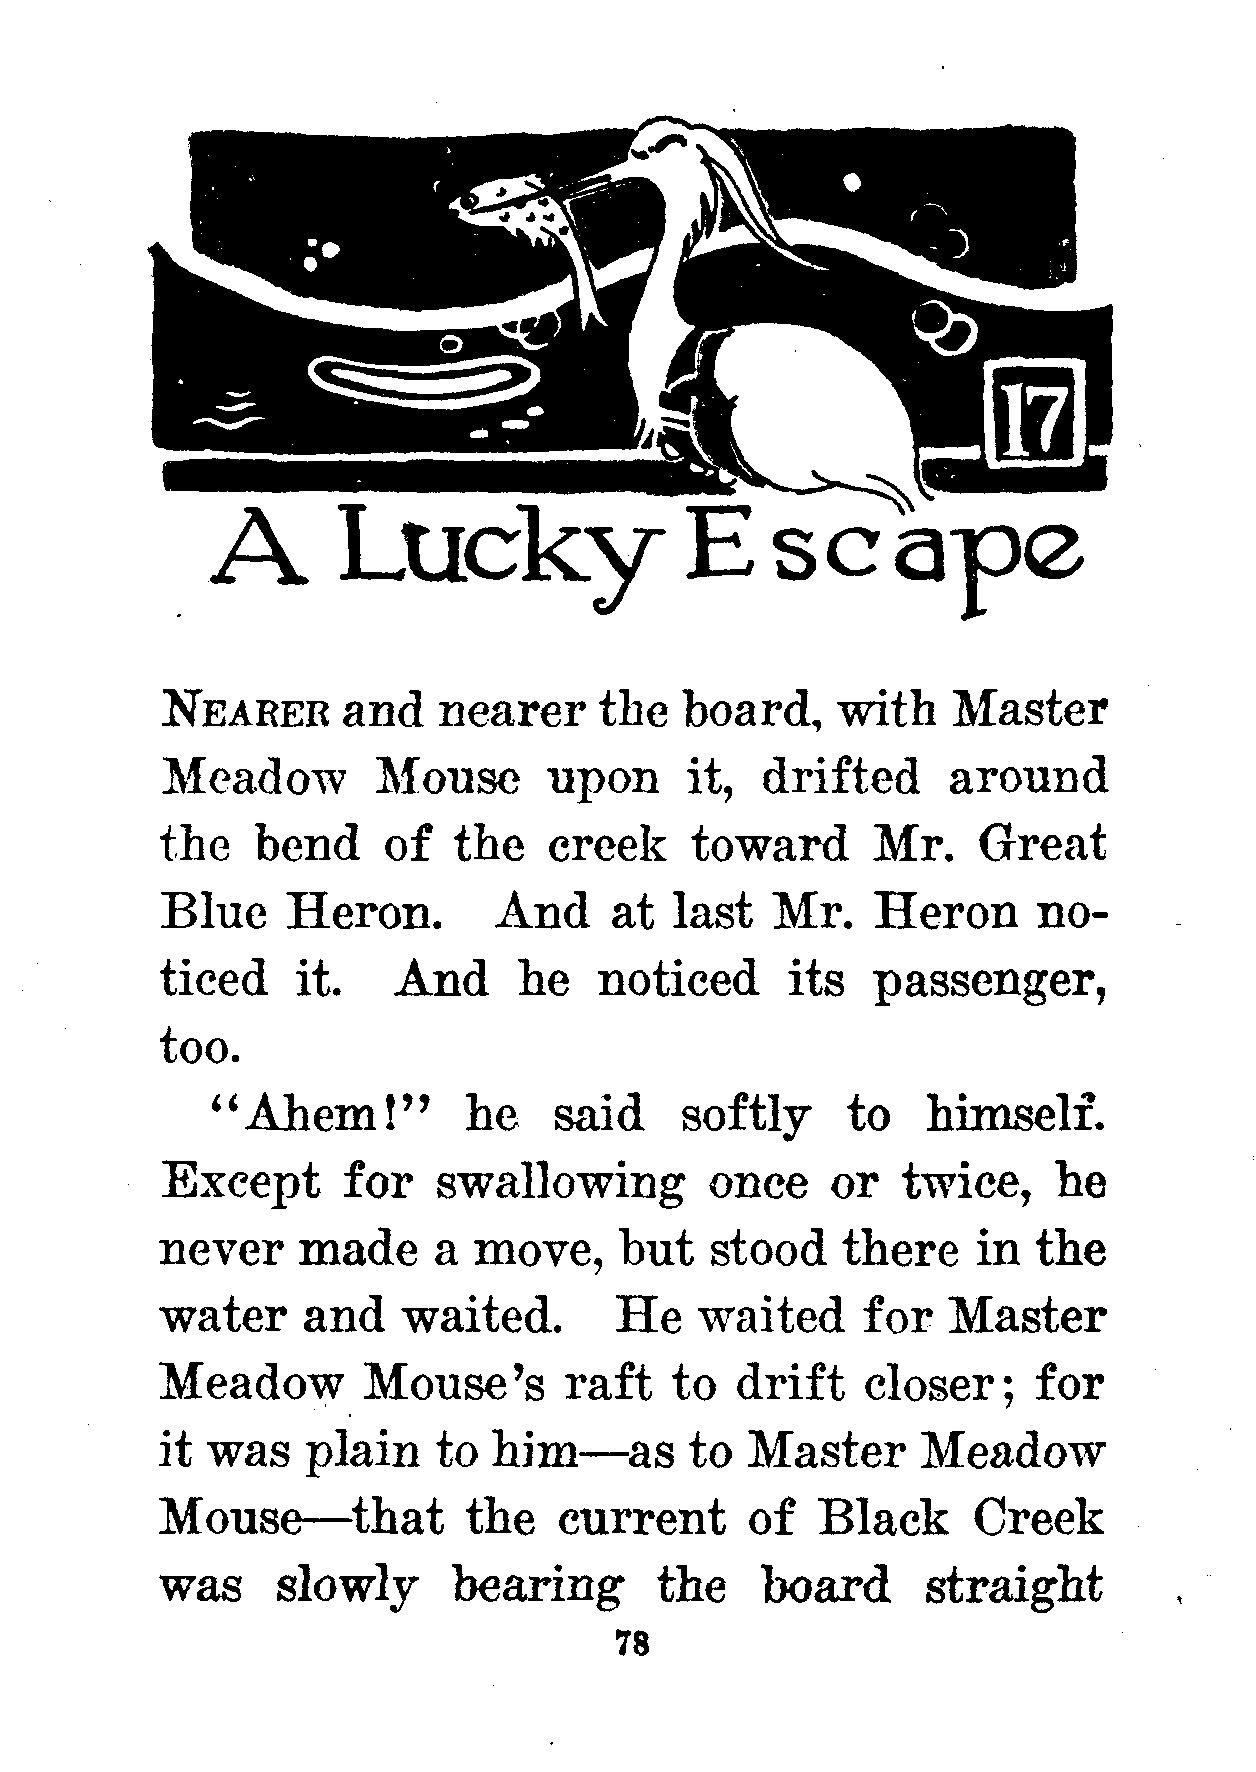 17
A Lucky Escape
NEARER and nearer the board, with Master
Meadow Mouse upon it, drifted around
the bend of the creek toward Mr. Great
Blue Heron. And at last Mr. Heron no-
ticed it. And he noticed its passenger,
too.
"Ahem!" he said softly to himself.
Except for swallowing once or twice, he
never made a move, but stood there in the
water and waited. He waited for Master
Meadow Mouse's raft to drift closer; for
it was plain to him—as to Master Meadow
Mouse—that the current of Black Creek
was slowly bearing the board straight
78